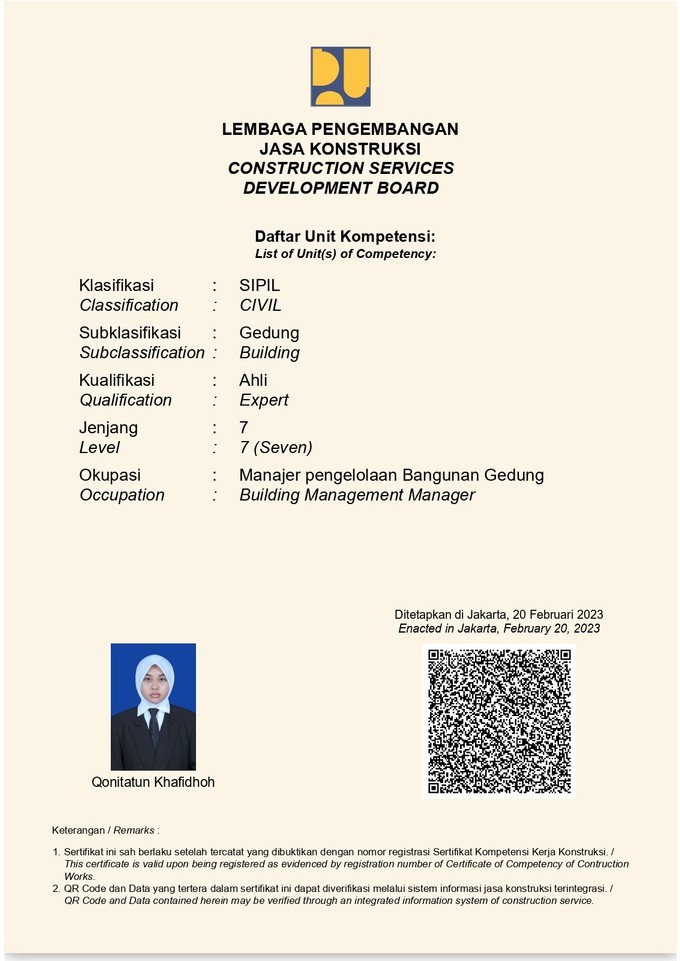 LEMBAGA PENGEMBANGAN
JASA KONSTRUKSI
CONSTRUCTION SERVICES
DEVELOPMENT BOARD
Daftar Unit Kompetensi:
List of Unit(s) of Competency:
Klasifikasi : SIPIL
Classification : CIVIL
Subklasifikasi : Gedung
Subclassification : Building
Kualifikasi : Ahli
Qualification : Expert
Jenjang : 7
Level : 7 (Seven)
Okupasi : Manajer pengelolaan Bangunan Gedung
Occupation : Building Management Manager
Ditetapkan di Jakarta, 20 Februari 2023
Enacted in Jakarta, February 20, 2023
Qonitatun Khafidhoh
Keterangan / Remarks :
1. Sertifikat ini sah berlaku setelah tercatat yang dibuktikan dengan nomor registrasi Sertifikat Kompetensi Kerja Konstruksi. /
This certificate is valid upon being registered as evidenced by registration number of Certificate of Competency of Contruction
Works.
2. QR Code dan Data yang tertera dalam sertifikat ini dapat diverifikasi melalui sistem informasi jasa konstruksi terintegrasi. /
QR Code and Data contained herein may be verified through an integrated information system of construction service.